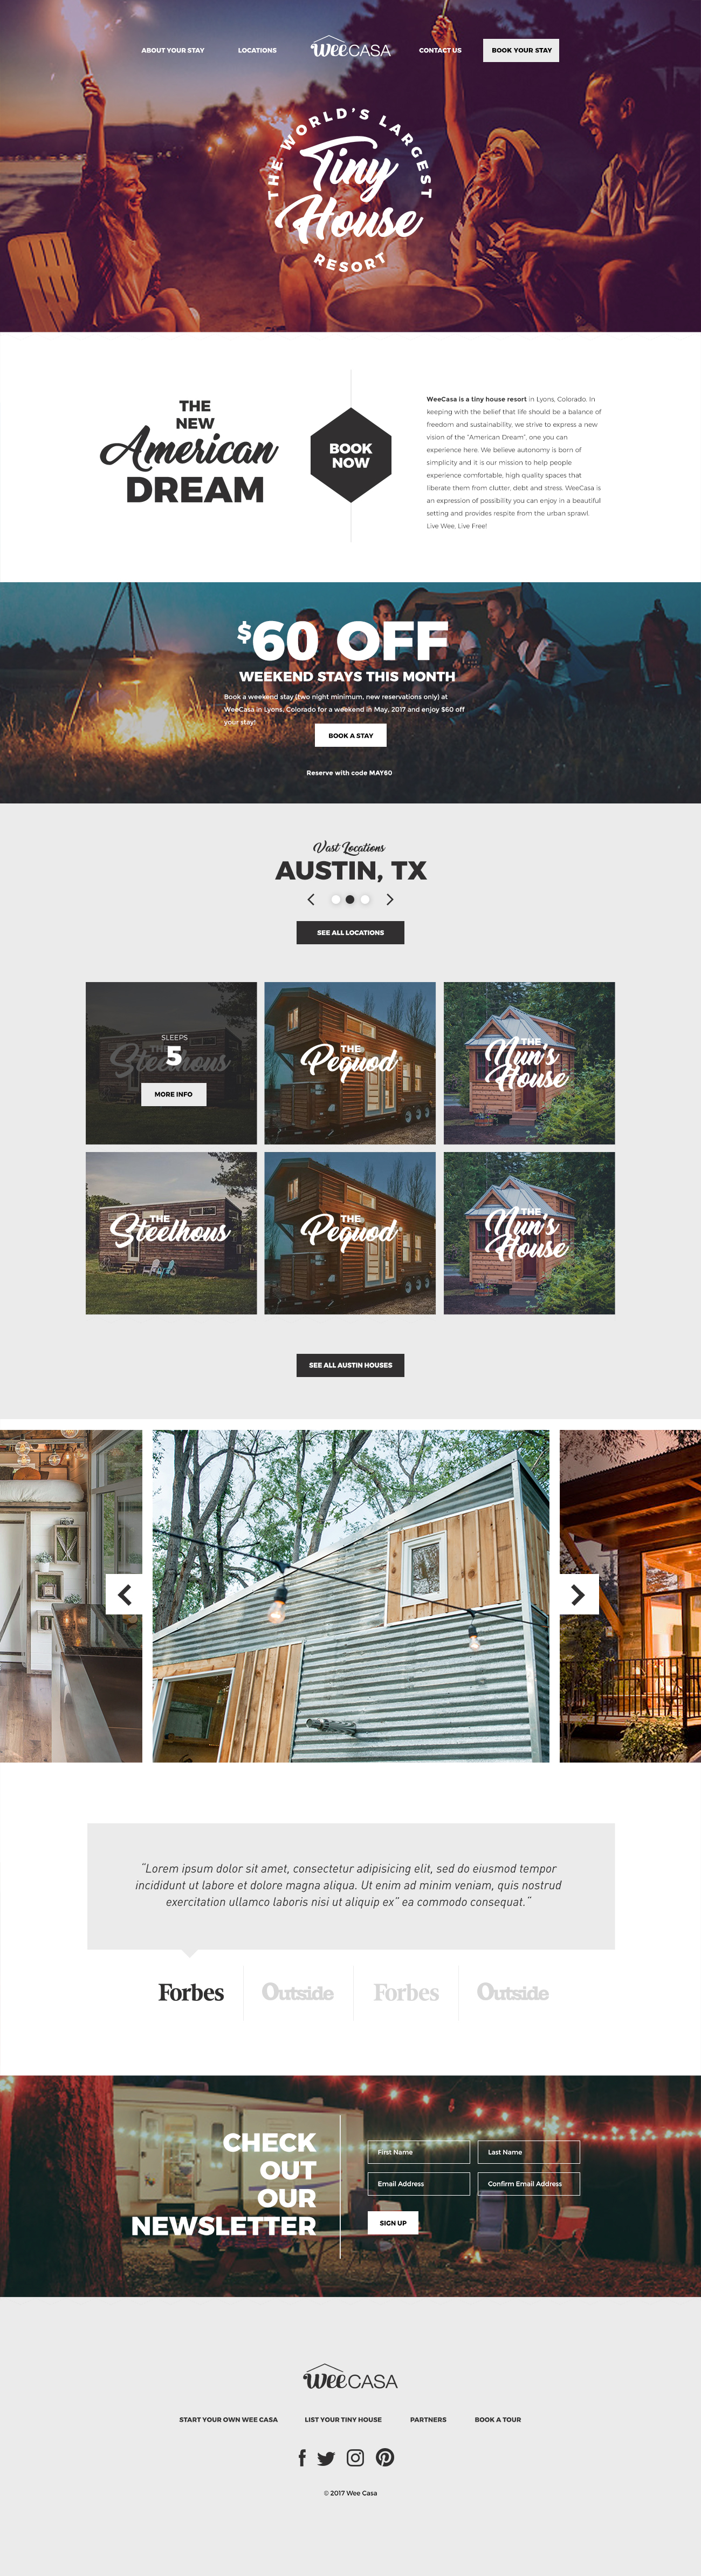 ABOUT YOUR STAY
LOCATIONS
WeeCASA
CONTACT US
BOOK YOUR STAY
THE WORLD'S LARGEST
Tiny
House
RESORT
THE
NEW
American
DREAM
BOOK
NOW
WeeCasa is a tiny house resort in Lyons, Colorado. In
keeping with the belief that life should be a balance of
freedom and sustainability, we strive to express a new
vision of the "American Dream", one you can
experience here. We believe autonomy is born of
simplicity and it is our mission to help people
experience comfortable, high quality spaces that
liberate them from clutter, debt and stress. WeeCasa is
an expression of possibility you can enjoy in a beautiful
setting and provides respite from the urban sprawl.
Live Wee, Live Free!
$60 OFF
WEEKEND STAYS THIS MONTH
Book a weekend stay (two night minimum, new reservations only) at
WeeCasa in Lyons, Colorado for a weekend in May, 2017 and enjoy $60 off
your stay!
BOOK A STAY
Reserve with code MAY60
Vast Locations
AUSTIN, TX
SEE ALL LOCATIONS
SLEEPS
5
THE
Steelhous
MORE INFO
THE
Pequod
THE
Nun's
House
THE
Steelhous
THE
Pequod
THE
Nun's
House
SEE ALL AUSTIN HOUSES
"Lorem ipsum dolor sit amet, consectetur adipisicing elit, sed do eiusmod tempor
incididunt ut labore et dolore magna aliqua. Ut enim ad minim veniam, quis nostrud
exercitation ullamco laboris nisi ut aliquip ex" ea commodo consequat."
Forbes
Outside
Forbes
Outside
CHECK
OUT
OUR
NEWSLETTER
First Name
Last Name
Email Address
Confirm Email Address
SIGN UP
WeeCASA
START YOUR OWN WEE CASA
LIST YOUR TINY HOUSE
PARTNERS
BOOK A TOUR
© 2017 Wee Casa